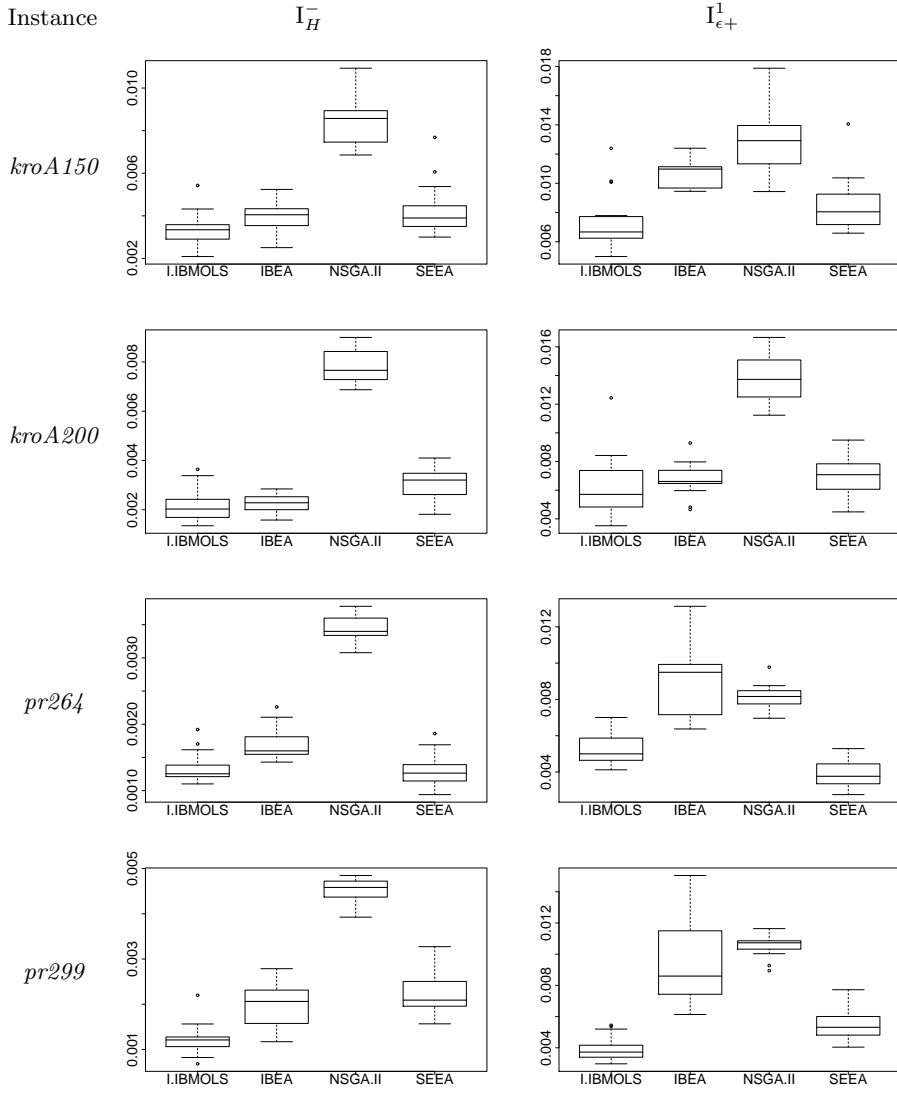 Instance I_H^- I_{ϵ+}^1
kroA150
0.002 0.006 0.010
I.IBMOLS IBEA NSGA.II SEEA
0.006 0.010 0.014 0.018
I.IBMOLS IBEA NSGA.II SEEA
kroA200
0.002 0.004 0.008
I.IBMOLS IBEA NSGA.II SEEA
0.004 0.008 0.012 0.016
I.IBMOLS IBEA NSGA.II SEEA
pr264
0.0010 0.0020 0.0030
I.IBMOLS IBEA NSGA.II SEEA
0.004 0.008 0.012
I.IBMOLS IBEA NSGA.II SEEA
pr299
0.001 0.003 0.005
I.IBMOLS IBEA NSGA.II SEEA
0.004 0.008 0.012
I.IBMOLS IBEA NSGA.II SEEA